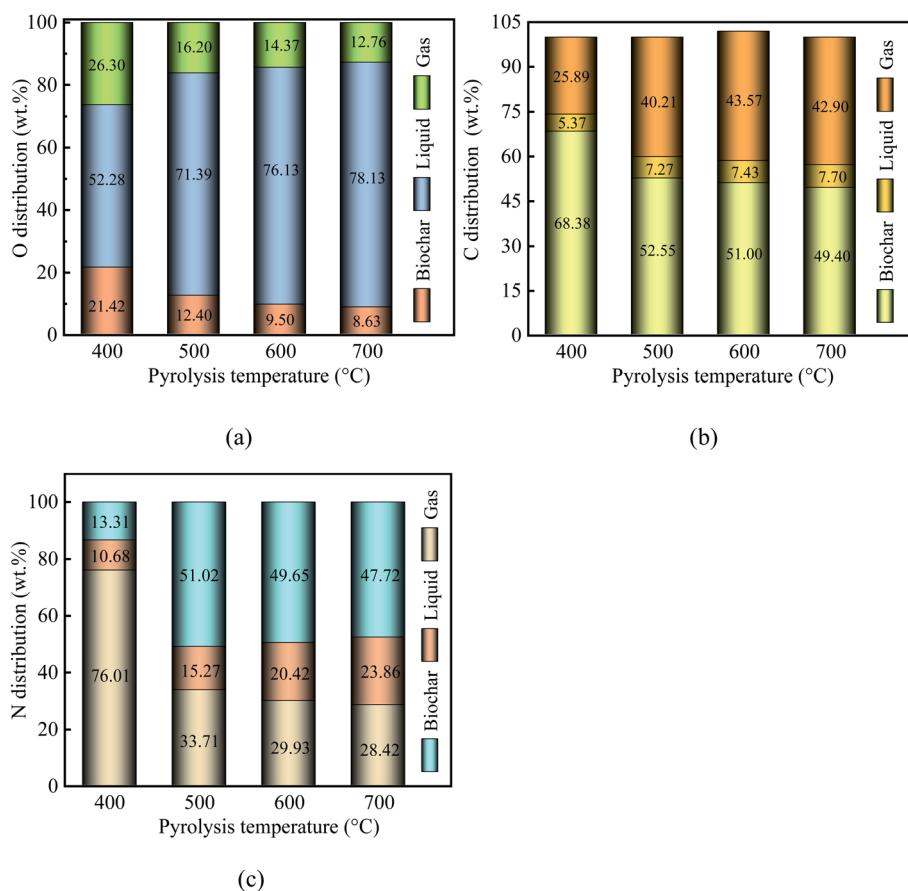 O distribution (wt.%)
100
80
60
40
20
0
26.30
52.28
21.42
16.20
71.39
12.40
14.37
76.13
9.50
12.76
78.13
8.63
Gas
Liquid
Biochar
400 500 600 700
Pyrolysis temperature (°C)
(a)
C distribution (wt.%)
105
90
75
60
45
30
15
0
25.89
5.37
68.38
40.21
7.27
52.55
43.57
7.43
51.00
42.90
7.70
49.40
Gas
Liquid
Biochar
400 500 600 700
Pyrolysis temperature (°C)
(b)
N distribution (wt.%)
100
80
60
40
20
0
13.31
10.68
76.01
51.02
15.27
33.71
49.65
20.42
29.93
47.72
23.86
28.42
Gas
Liquid
Biochar
400 500 600 700
Pyrolysis temperature (°C)
(c)